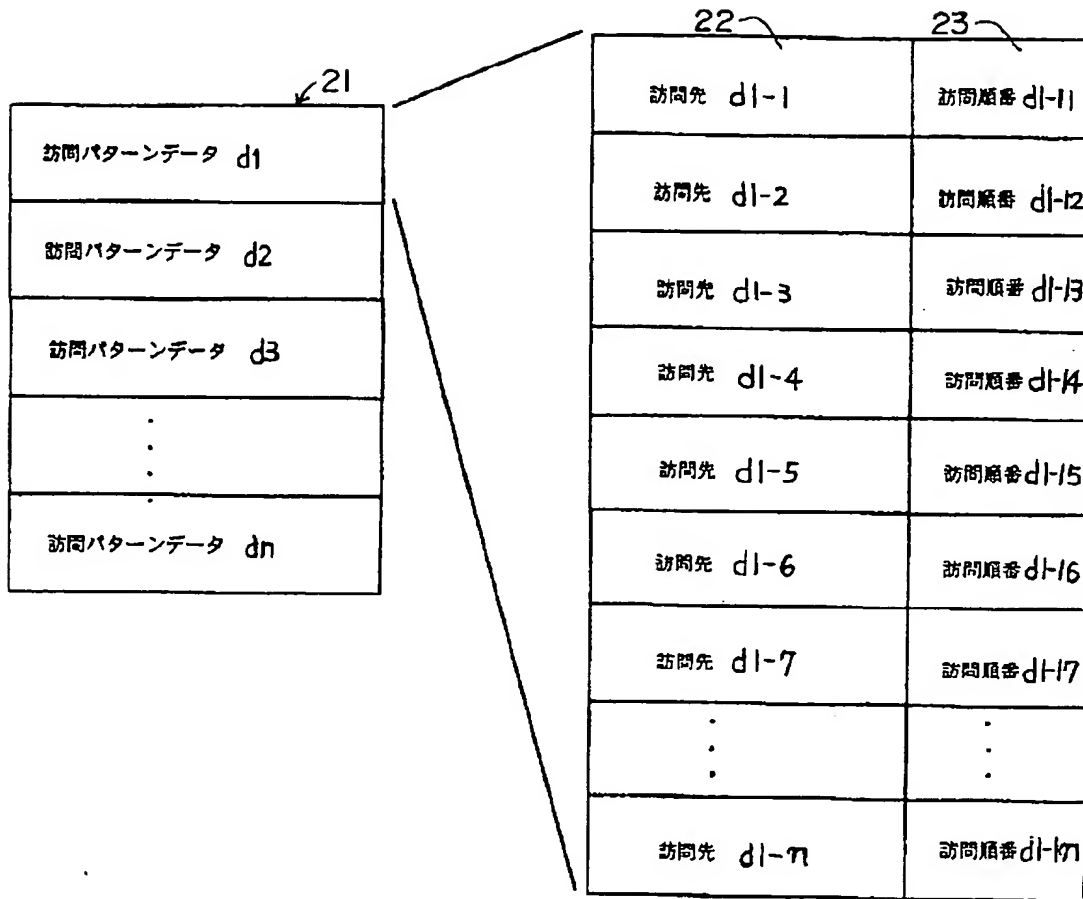 21
訪問パターンデータ d1
訪問パターンデータ d2
訪問パターンデータ d3
訪問パターンデータ dn
22
23
訪問先 d1-1
訪問順番 d1-11
訪問先 d1-2
訪問順番 d1-12
訪問先 d1-3
訪問順番 d1-13
訪問先 d1-4
訪問順番 d1-14
訪問先 d1-5
訪問順番 d1-15
訪問先 d1-6
訪問順番 d1-16
訪問先 d1-7
訪問順番 d1-17
訪問先 d1-n
訪問順番 d1-1n